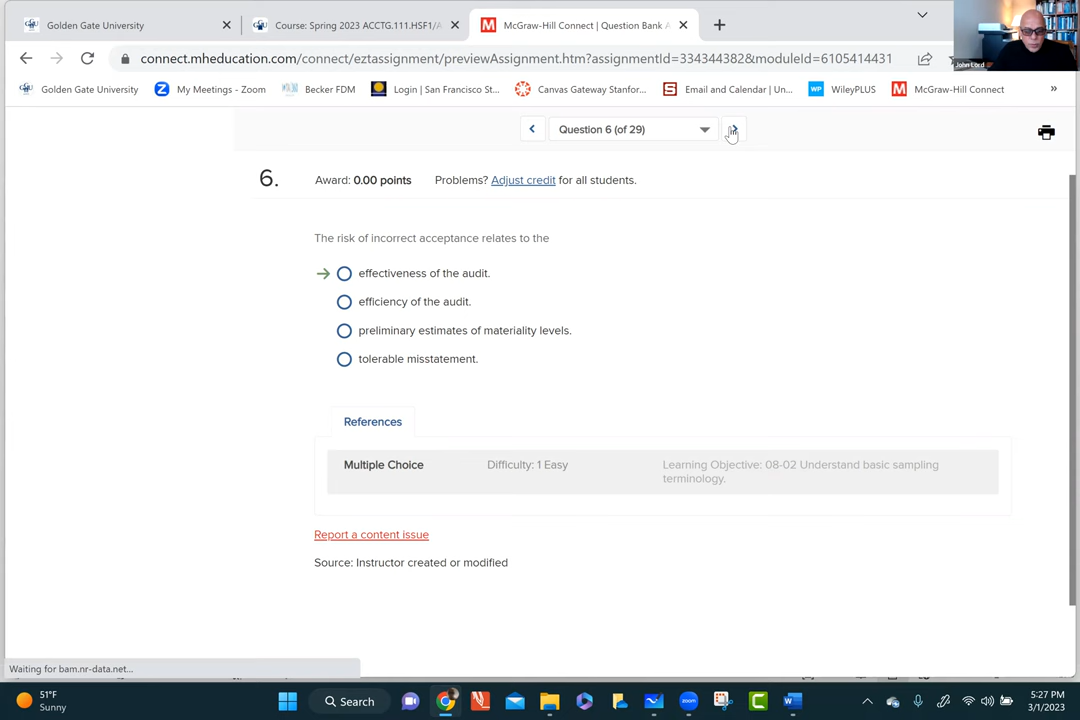 Golden Gate University
Course: Spring 2023 ACCTG.111.HSF1/A
McGraw-Hill Connect | Question Bank A
connect.mheducation.com/connect/eztassignment/previewAssignment.htm?assignmentId=334344382&moduleId=6105414431
John Lord
Golden Gate University
My Meetings - Zoom
Becker FDM
Login | San Francisco St...
Canvas Gateway Stanfor...
Email and Calendar | Un...
WP WileyPLUS
M McGraw-Hill Connect
»
Question 6 (of 29)
6. Award: 0.00 points Problems? Adjust credit for all students.
The risk of incorrect acceptance relates to the
effectiveness of the audit.
efficiency of the audit.
preliminary estimates of materiality levels.
tolerable misstatement.
References
Multiple Choice Difficulty: 1 Easy Learning Objective: 08-02 Understand basic sampling
terminology.
Report a content issue
Source: Instructor created or modified
Waiting for bam.nr-data.net...
51°F
Sunny
Search
zoom
5:27 PM
3/1/2023